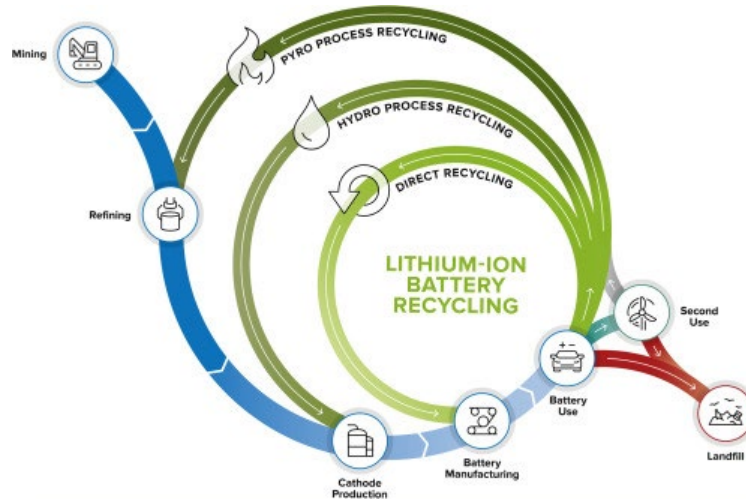 Mining
PYRO PROCESS RECYCLING
HYDRO PROCESS RECYCLING
DIRECT RECYCLING
Refining
LITHIUM-ION
BATTERY
RECYCLING
Second
Use
+ -
Battery
Use
Landfill
Battery
Manufacturing
Cathode
Production